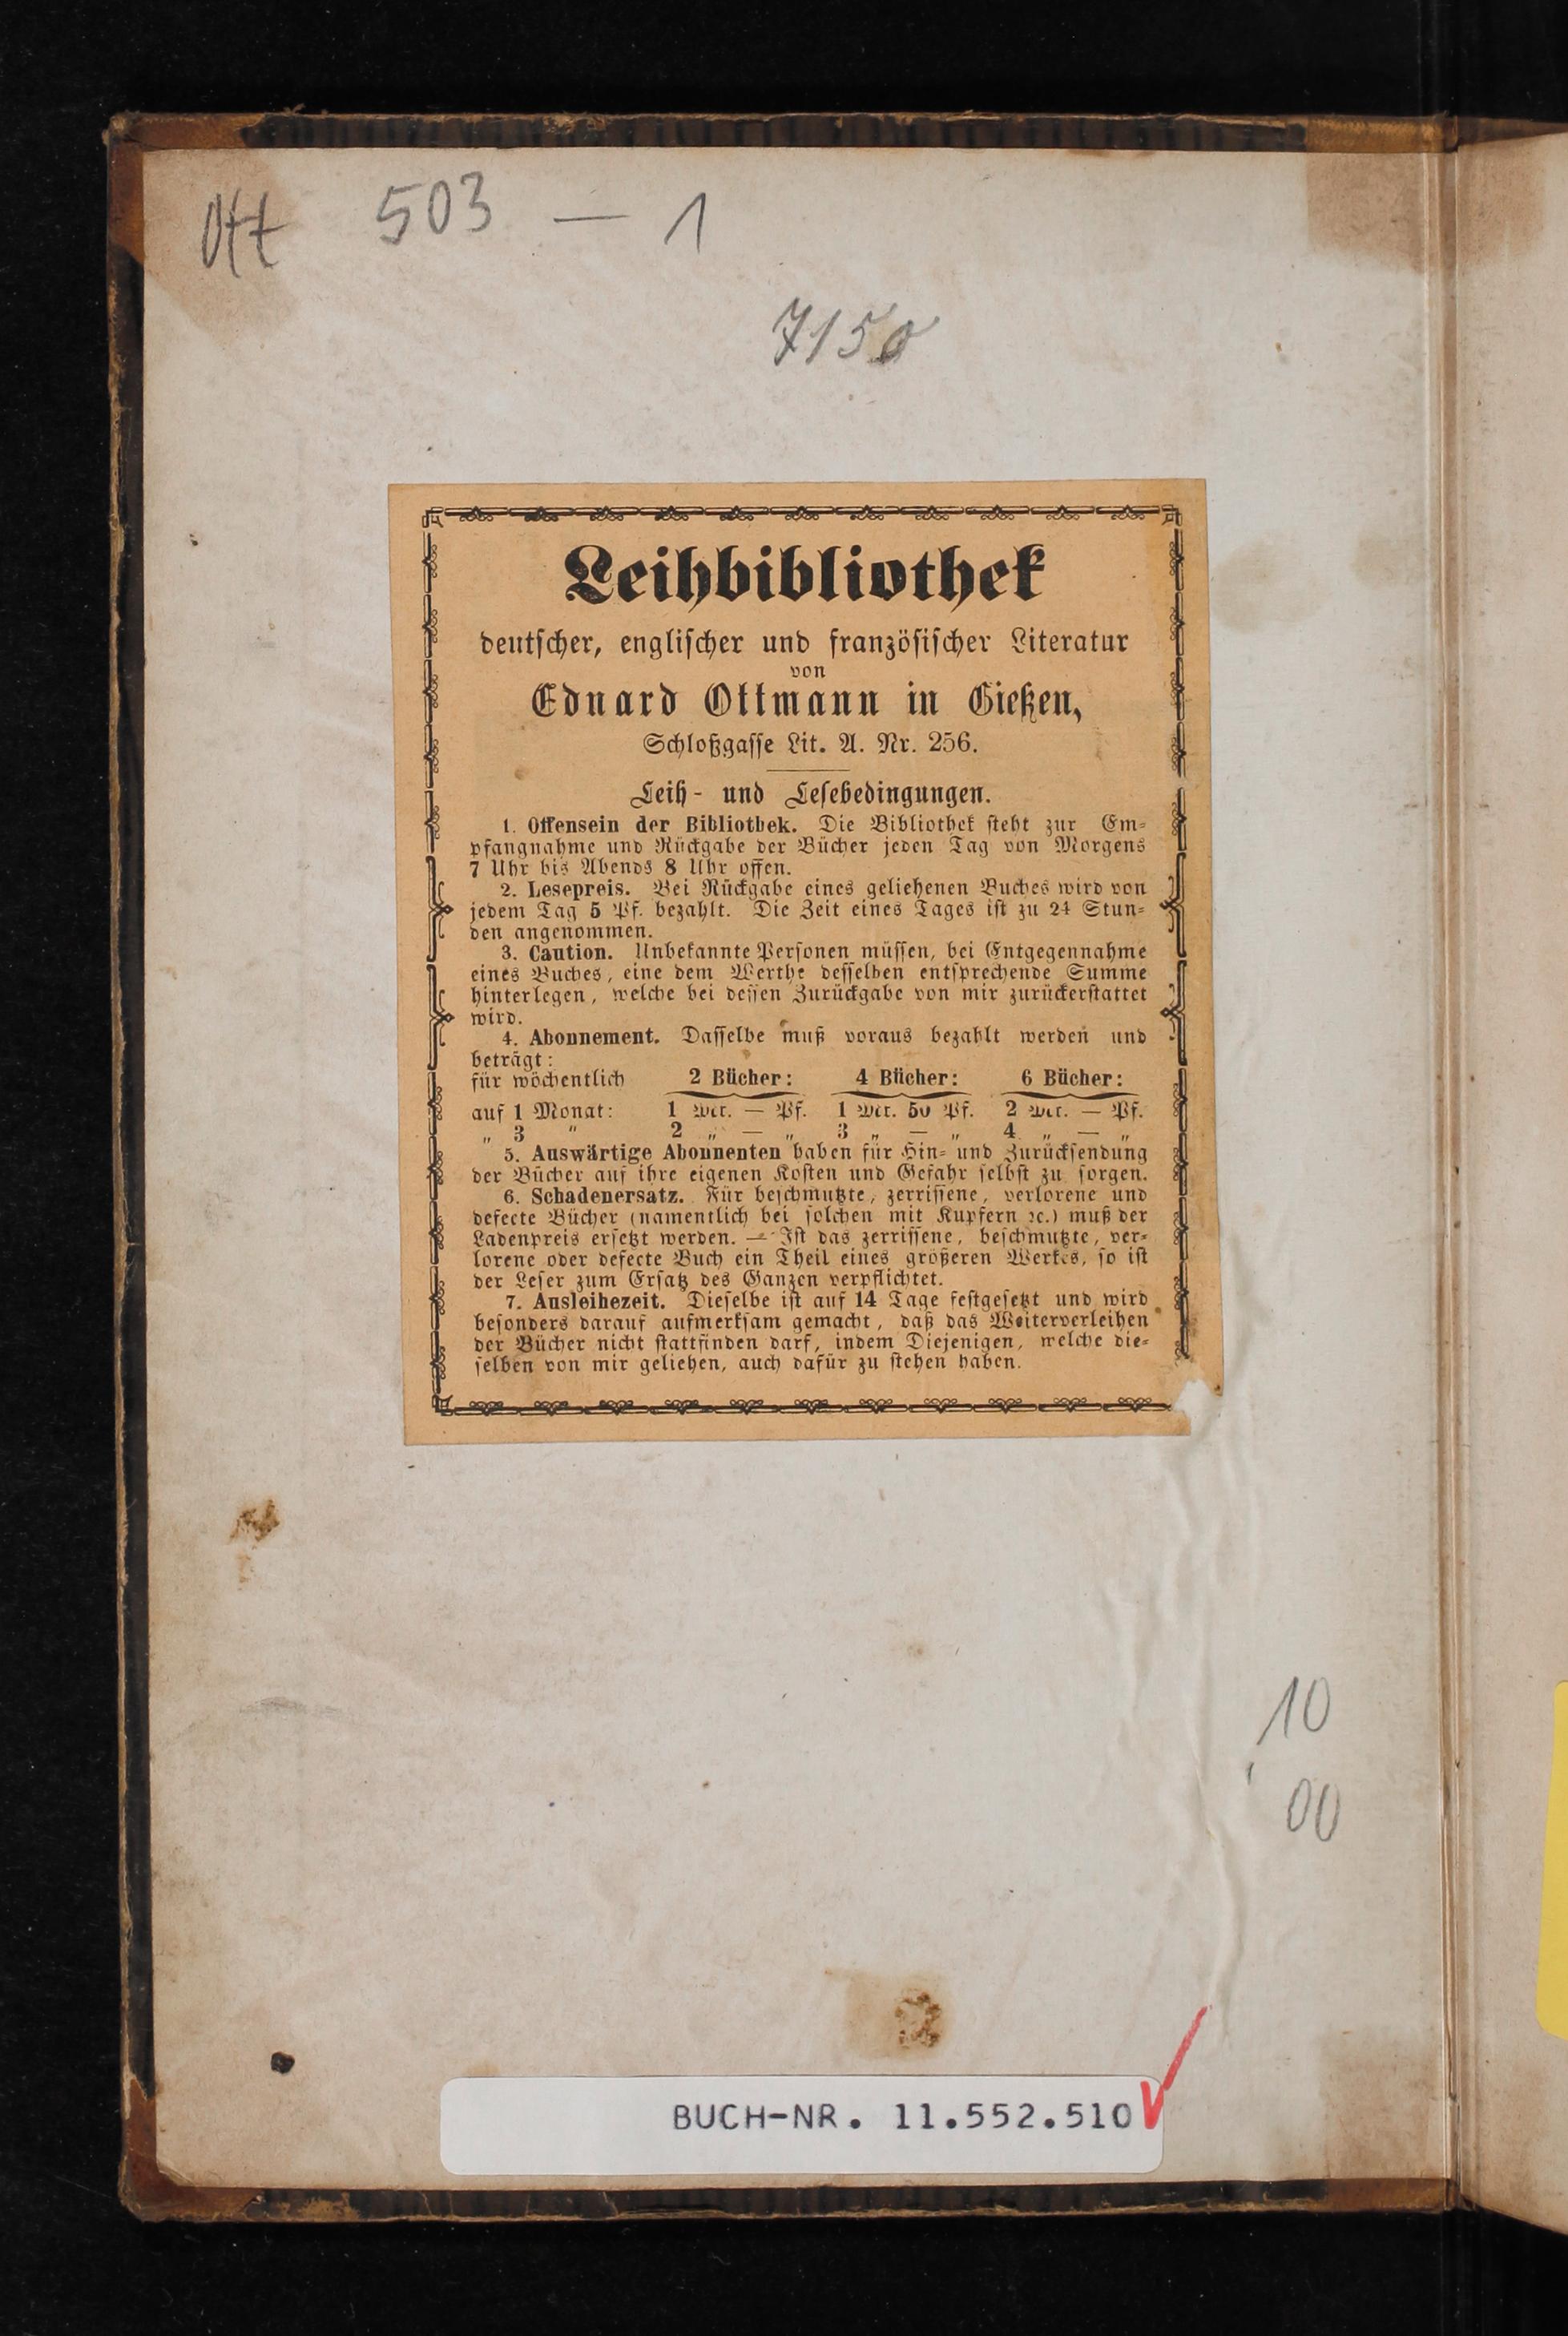 Ott 503 — 1
7150
Leihbibliothek
deutscher, englischer und französischer Literatur
von
Eduard Ottmann in Gießen,
Schloßgasse Lit. A. Nr. 256.
Leih- und Lesebedingungen.
1. Offensein der Bibliothek. Die Bibliothek steht zur Em-
pfangnahme und Rückgabe der Bücher jeden Tag von Morgens
7 Uhr bis Abends 8 Uhr offen.
2. Lesepreis. Bei Rückgabe eines geliehenen Buches wird von
jedem Tag 5 Pf. bezahlt. Die Zeit eines Tages ist zu 24 Stun-
den angenommen.
3. Caution. Unbekannte Personen müssen, bei Entgegennahme
eines Buches, eine dem Werthe desselben entsprechende Summe
hinterlegen, welche bei dessen Zurückgabe von mir zurückerstattet
wird.
4. Abonnement. Dasselbe muß voraus bezahlt werden und
beträgt:
für wöchentlich 2 Bücher: 4 Bücher: 6 Bücher:
auf 1 Monat: 1 Mk. — Pf. 1 Mk. 50 Pf. 2 Mk. — Pf.
„ 3 „ 2 „ — „ 3 „ — „ 4 „ — „
5. Auswärtige Abonnenten haben für Hin- und Zurücksendung
der Bücher auf ihre eigenen Kosten und Gefahr selbst zu sorgen.
6. Schadenersatz. Für beschmutzte, zerrissene, verlorene und
defecte Bücher (namentlich bei solchen mit Kupfern ꝛc.) muß der
Ladenpreis ersetzt werden. — Ist das zerrissene, beschmutzte, ver-
lorene oder defecte Buch ein Theil eines größeren Werkes, so ist
der Leser zum Ersatz des Ganzen verpflichtet.
7. Ausleihezeit. Dieselbe ist auf 14 Tage festgesetzt und wird
besonders darauf aufmerksam gemacht, daß das Weiterverleihen
der Bücher nicht stattfinden darf, indem Diejenigen, welche die-
selben von mir geliehen, auch dafür zu stehen haben.
10
00
BUCH-NR. 11.552.510